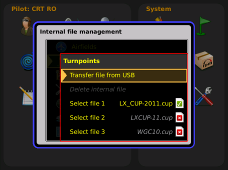 Pilot: CRT RO
System
Internal file management
Airfields
Turnpoints
Transfer file from USB
Delete internal file
Select file 1 LX_CUP-2011.cup
Select file 2 LXCUP-11.cup
Select file 3 WGC10.cup